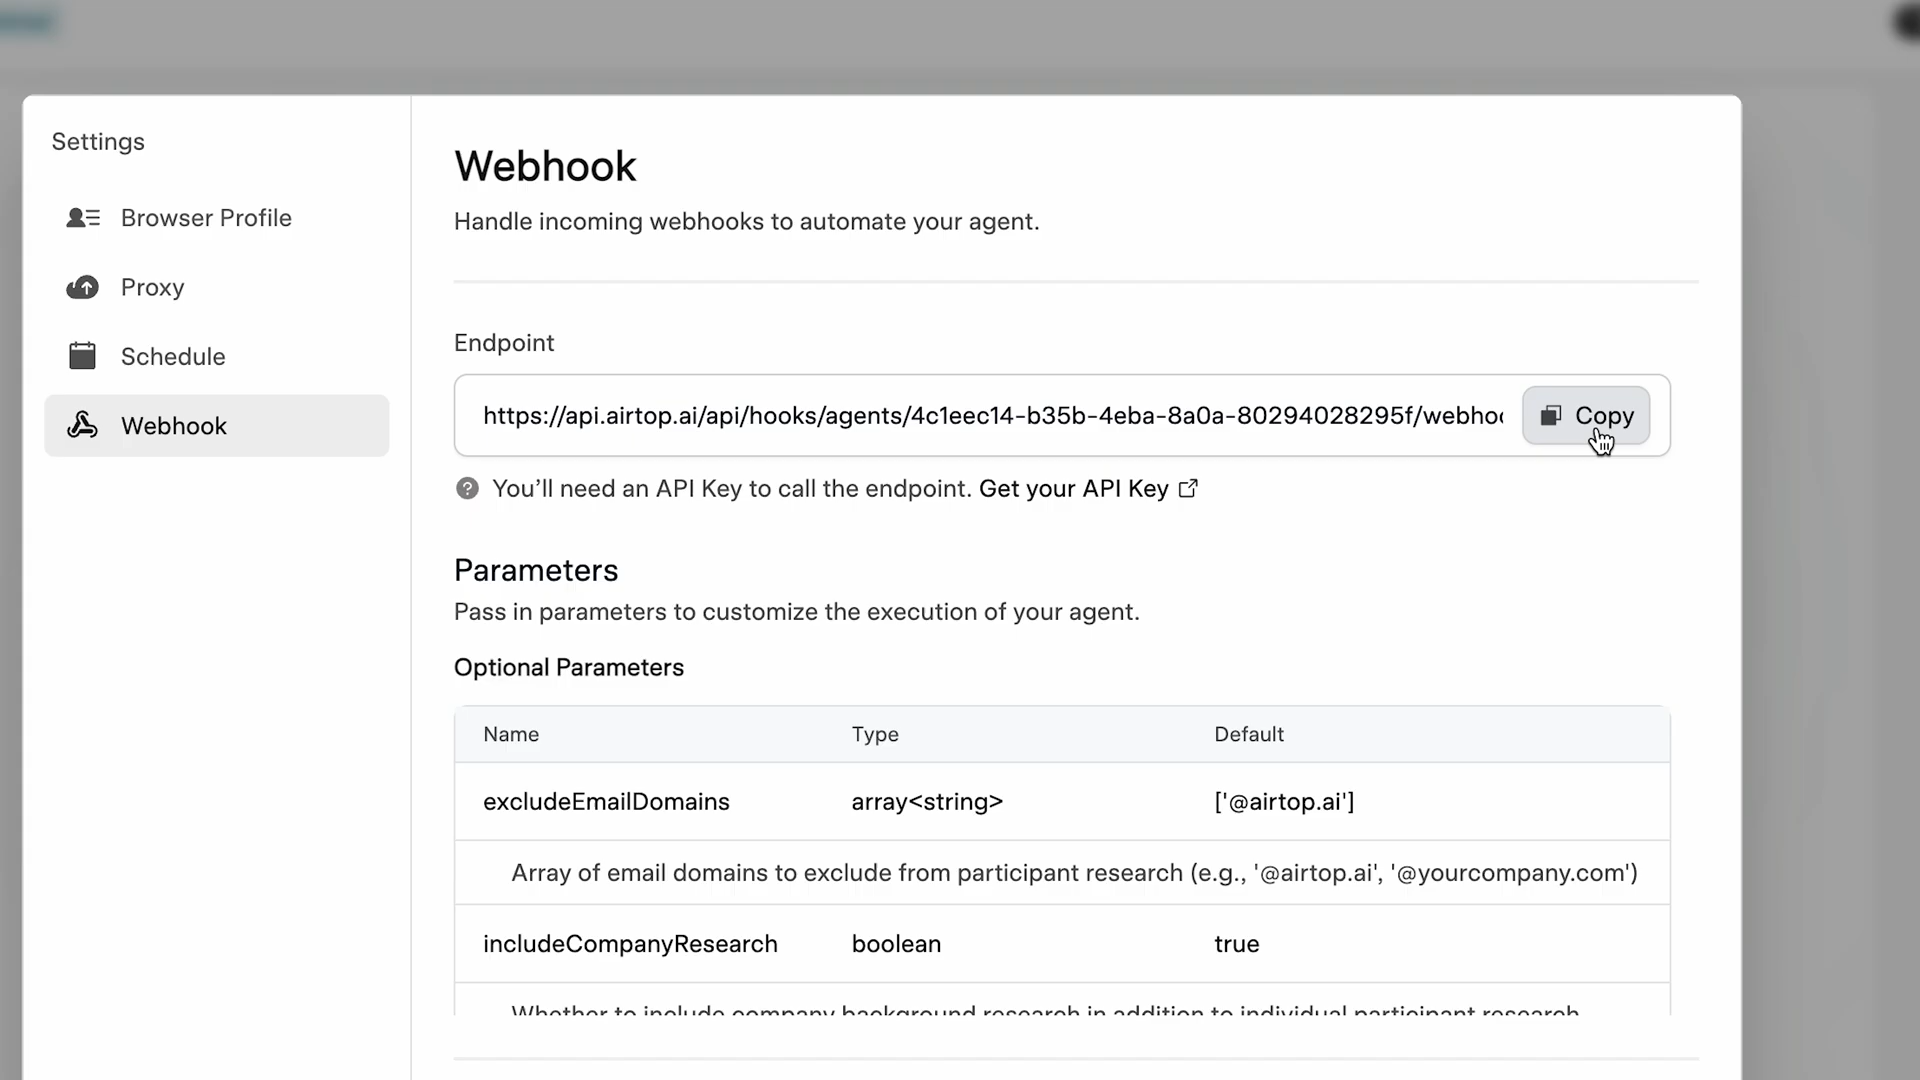 Settings
Browser Profile
Proxy
Schedule
Webhook
Webhook
Handle incoming webhooks to automate your agent.
Endpoint
https://api.airtop.ai/api/hooks/agents/4c1eec14-b35b-4eba-8a0a-80294028295f/webhoo
Copy
You'll need an API Key to call the endpoint. Get your API Key
Parameters
Pass in parameters to customize the execution of your agent.
Optional Parameters
Name Type Default
excludeEmailDomains array<string> ['@airtop.ai']
Array of email domains to exclude from participant research (e.g., '@airtop.ai', '@yourcompany.com')
includeCompanyResearch boolean true
Whether to include company background research in addition to individual participant research